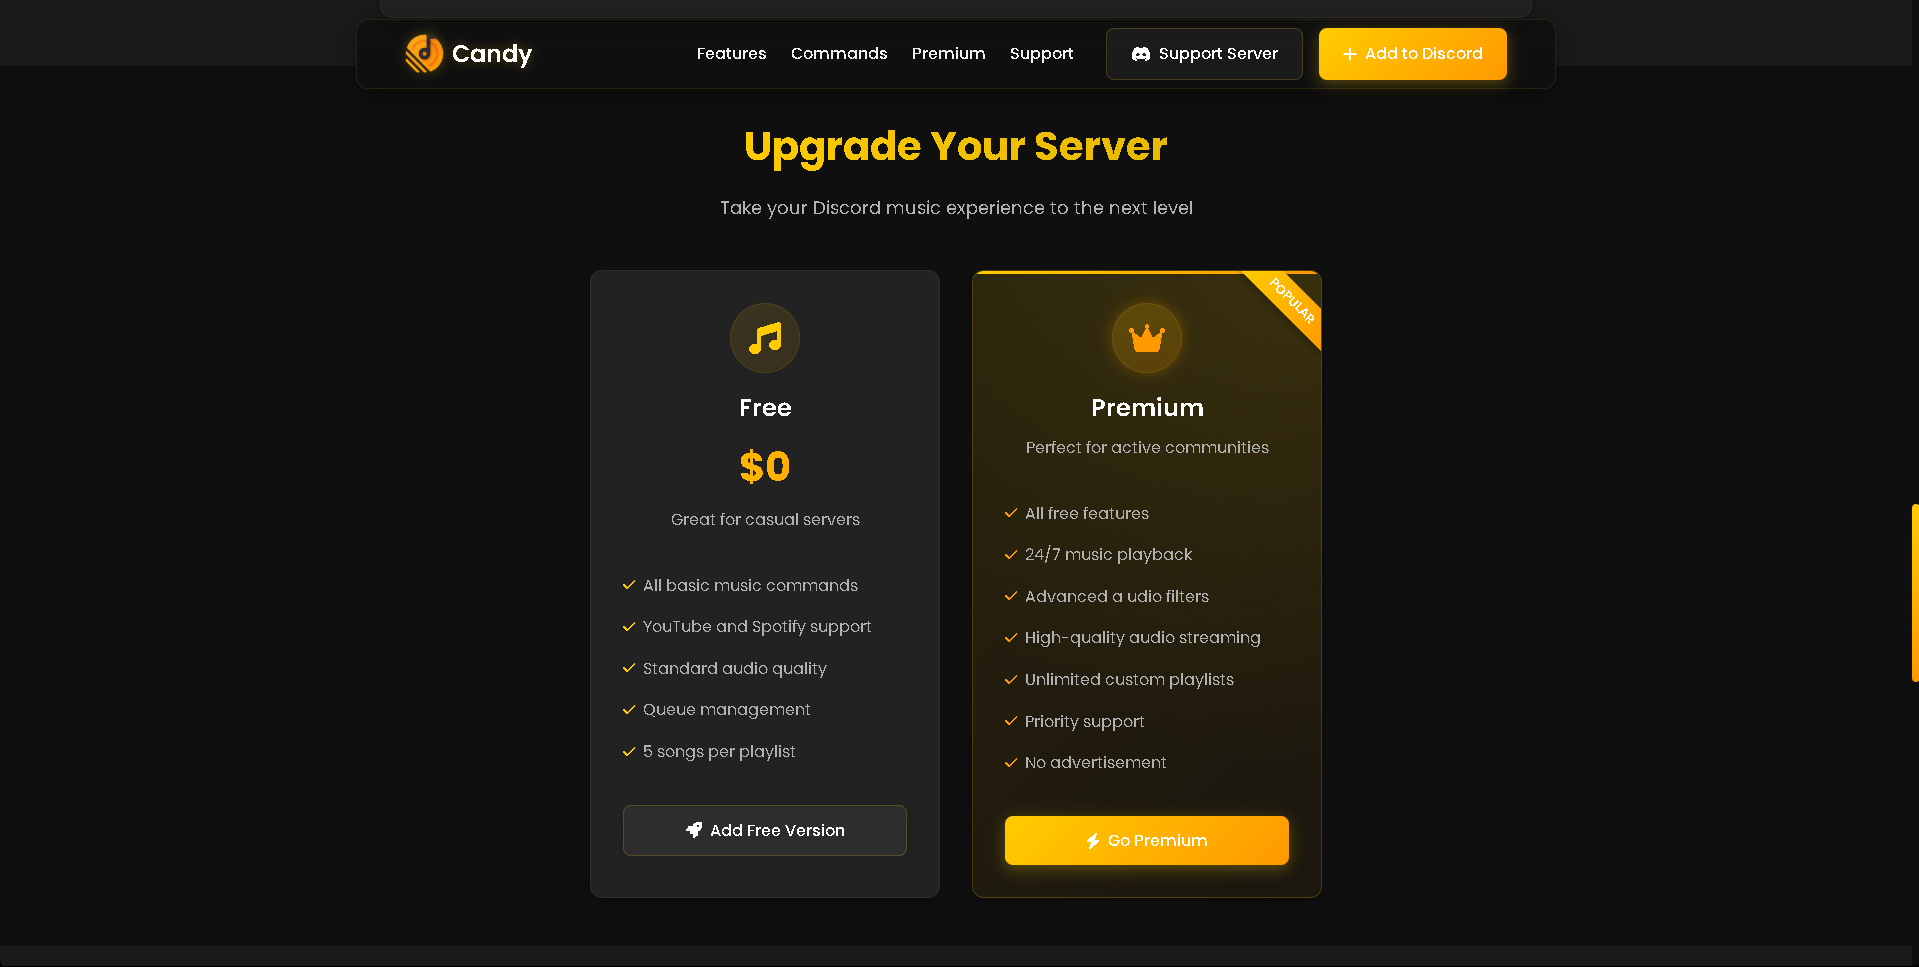 Candy
Features
Commands
Premium
Support
Support Server
Add to Discord
Upgrade Your Server
Take your Discord music experience to the next level
Free
$0
Great for casual servers
All basic music commands
YouTube and Spotify support
Standard audio quality
Queue management
5 songs per playlist
Add Free Version
POPULAR
Premium
Perfect for active communities
All free features
24/7 music playback
Advanced a udio filters
High-quality audio streaming
Unlimited custom playlists
Priority support
No advertisement
Go Premium